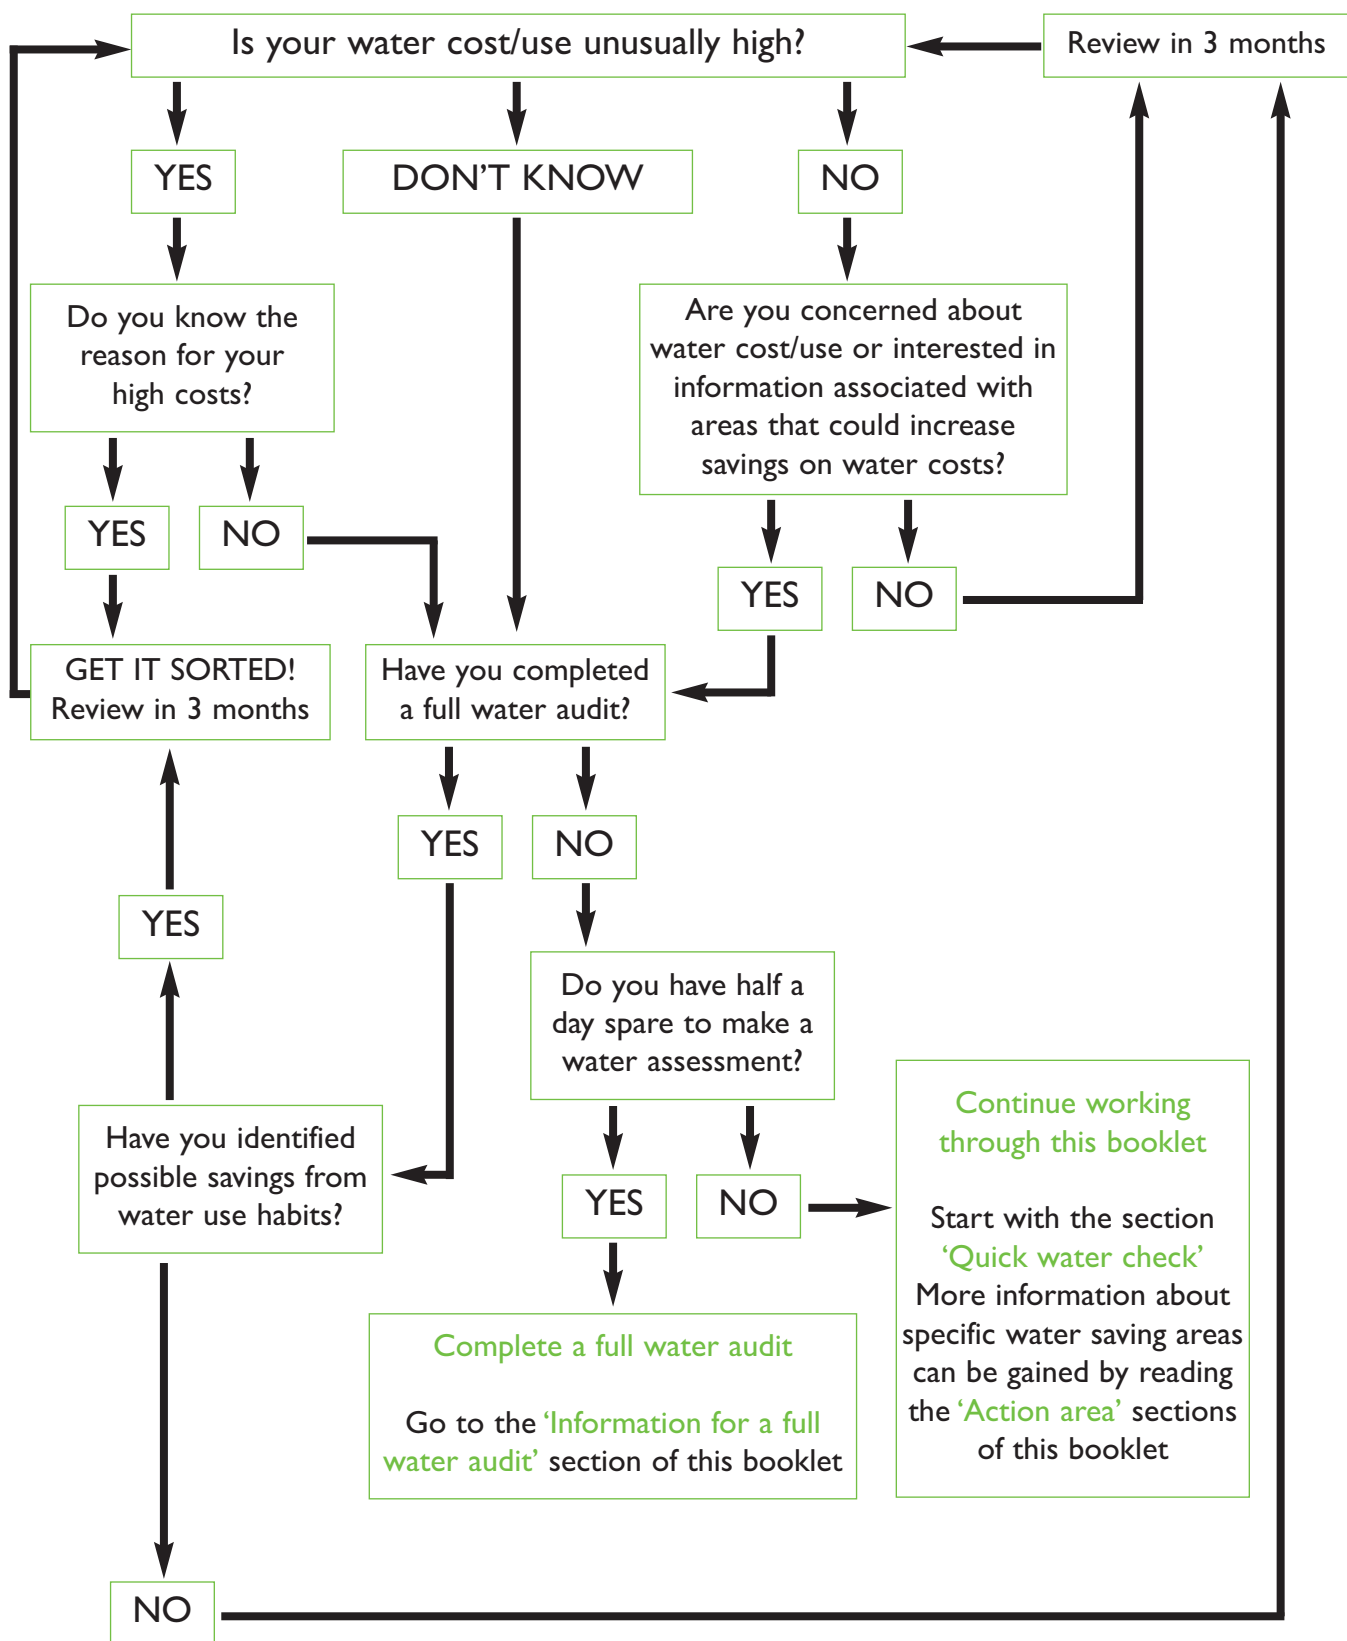 Is your water cost/use unusually high?
Review in 3 months
YES
DON’T KNOW
NO
Do you know the
reason for your
high costs?
Are you concerned about
water cost/use or interested in
information associated with
areas that could increase
savings on water costs?
YES
NO
YES
NO
GET IT SORTED!
Review in 3 months
Have you completed
a full water audit?
YES
NO
YES
Do you have half a
day spare to make a
water assessment?
Have you identified
possible savings from
water use habits?
YES
NO
Continue working
through this booklet
Start with the section
‘Quick water check’
More information about
specific water saving areas
can be gained by reading
the ‘Action area’ sections
of this booklet
Complete a full water audit
Go to the ‘Information for a full
water audit’ section of this booklet
NO